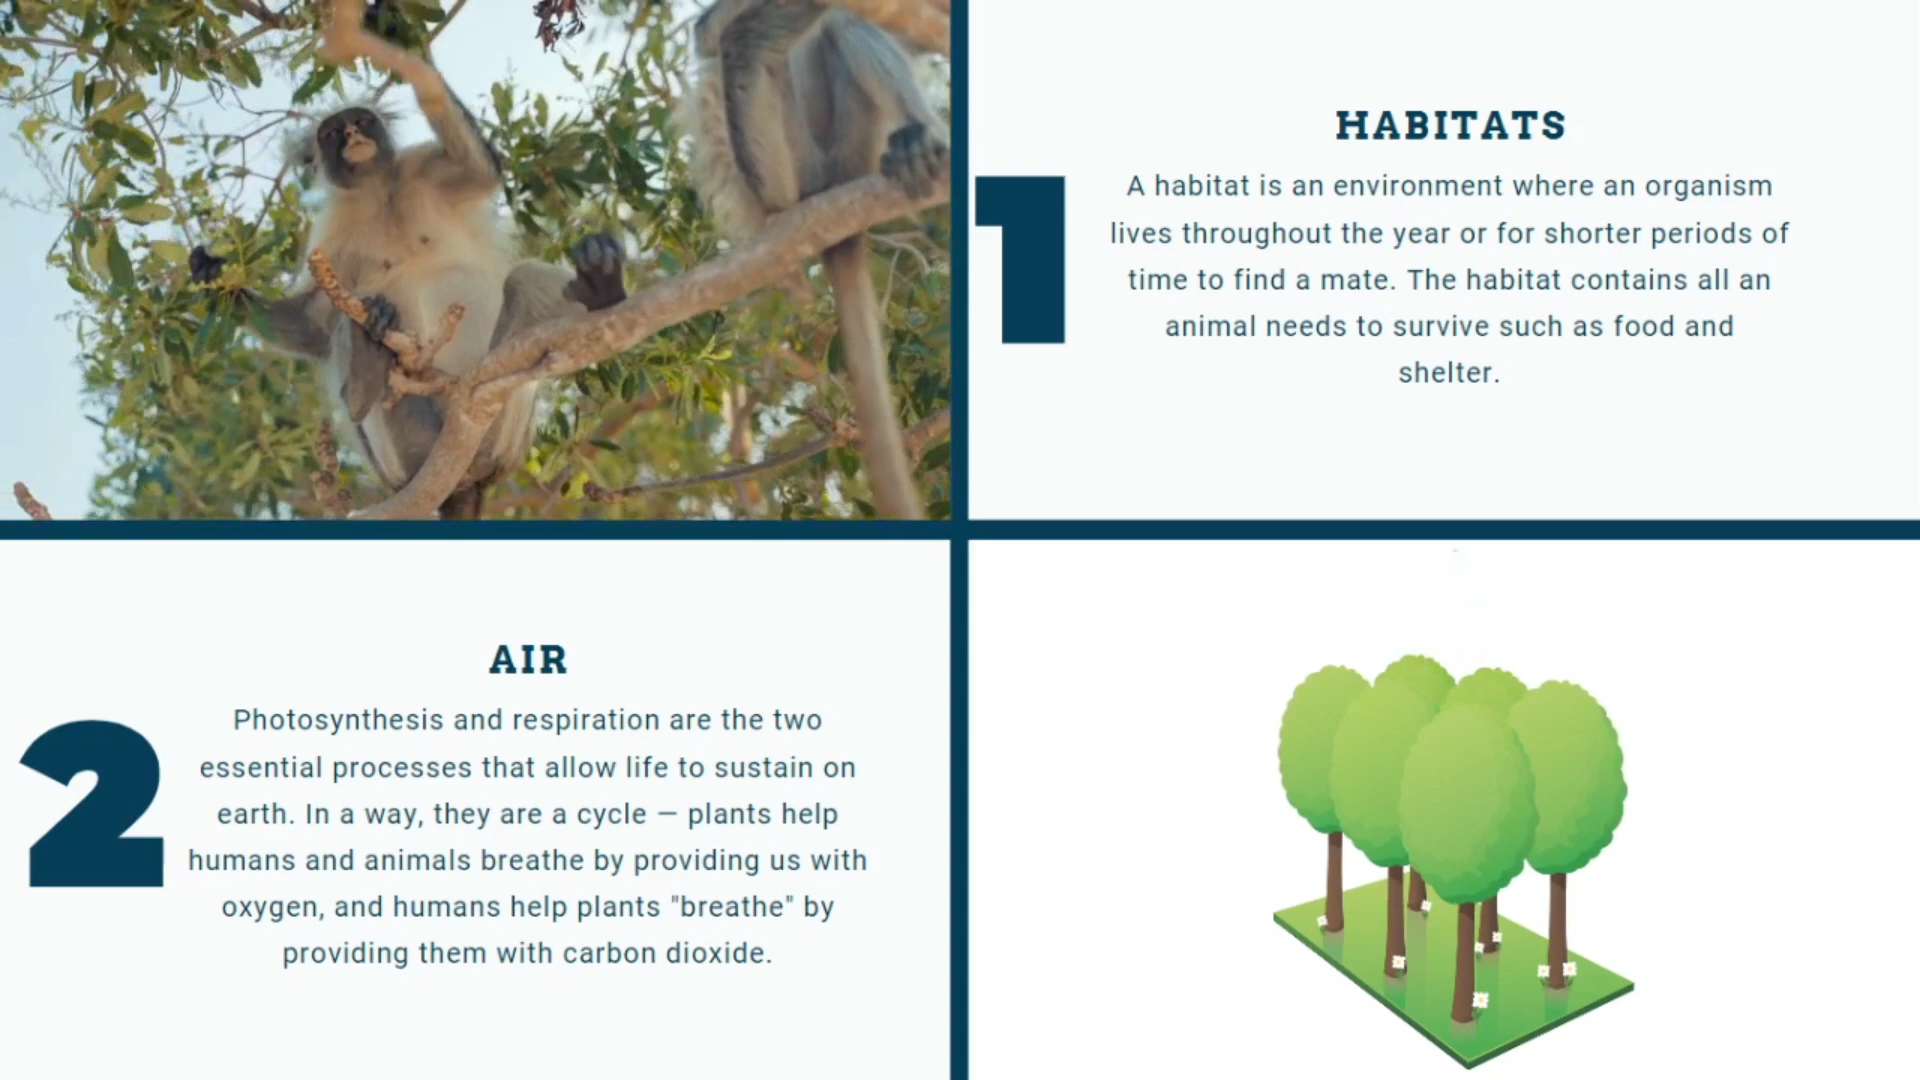 HABITATS
1
A habitat is an environment where an organism
lives throughout the year or for shorter periods of
time to find a mate. The habitat contains all an
animal needs to survive such as food and
shelter.
AIR
2
Photosynthesis and respiration are the two
essential processes that allow life to sustain on
earth. In a way, they are a cycle — plants help
humans and animals breathe by providing us with
oxygen, and humans help plants "breathe" by
providing them with carbon dioxide.